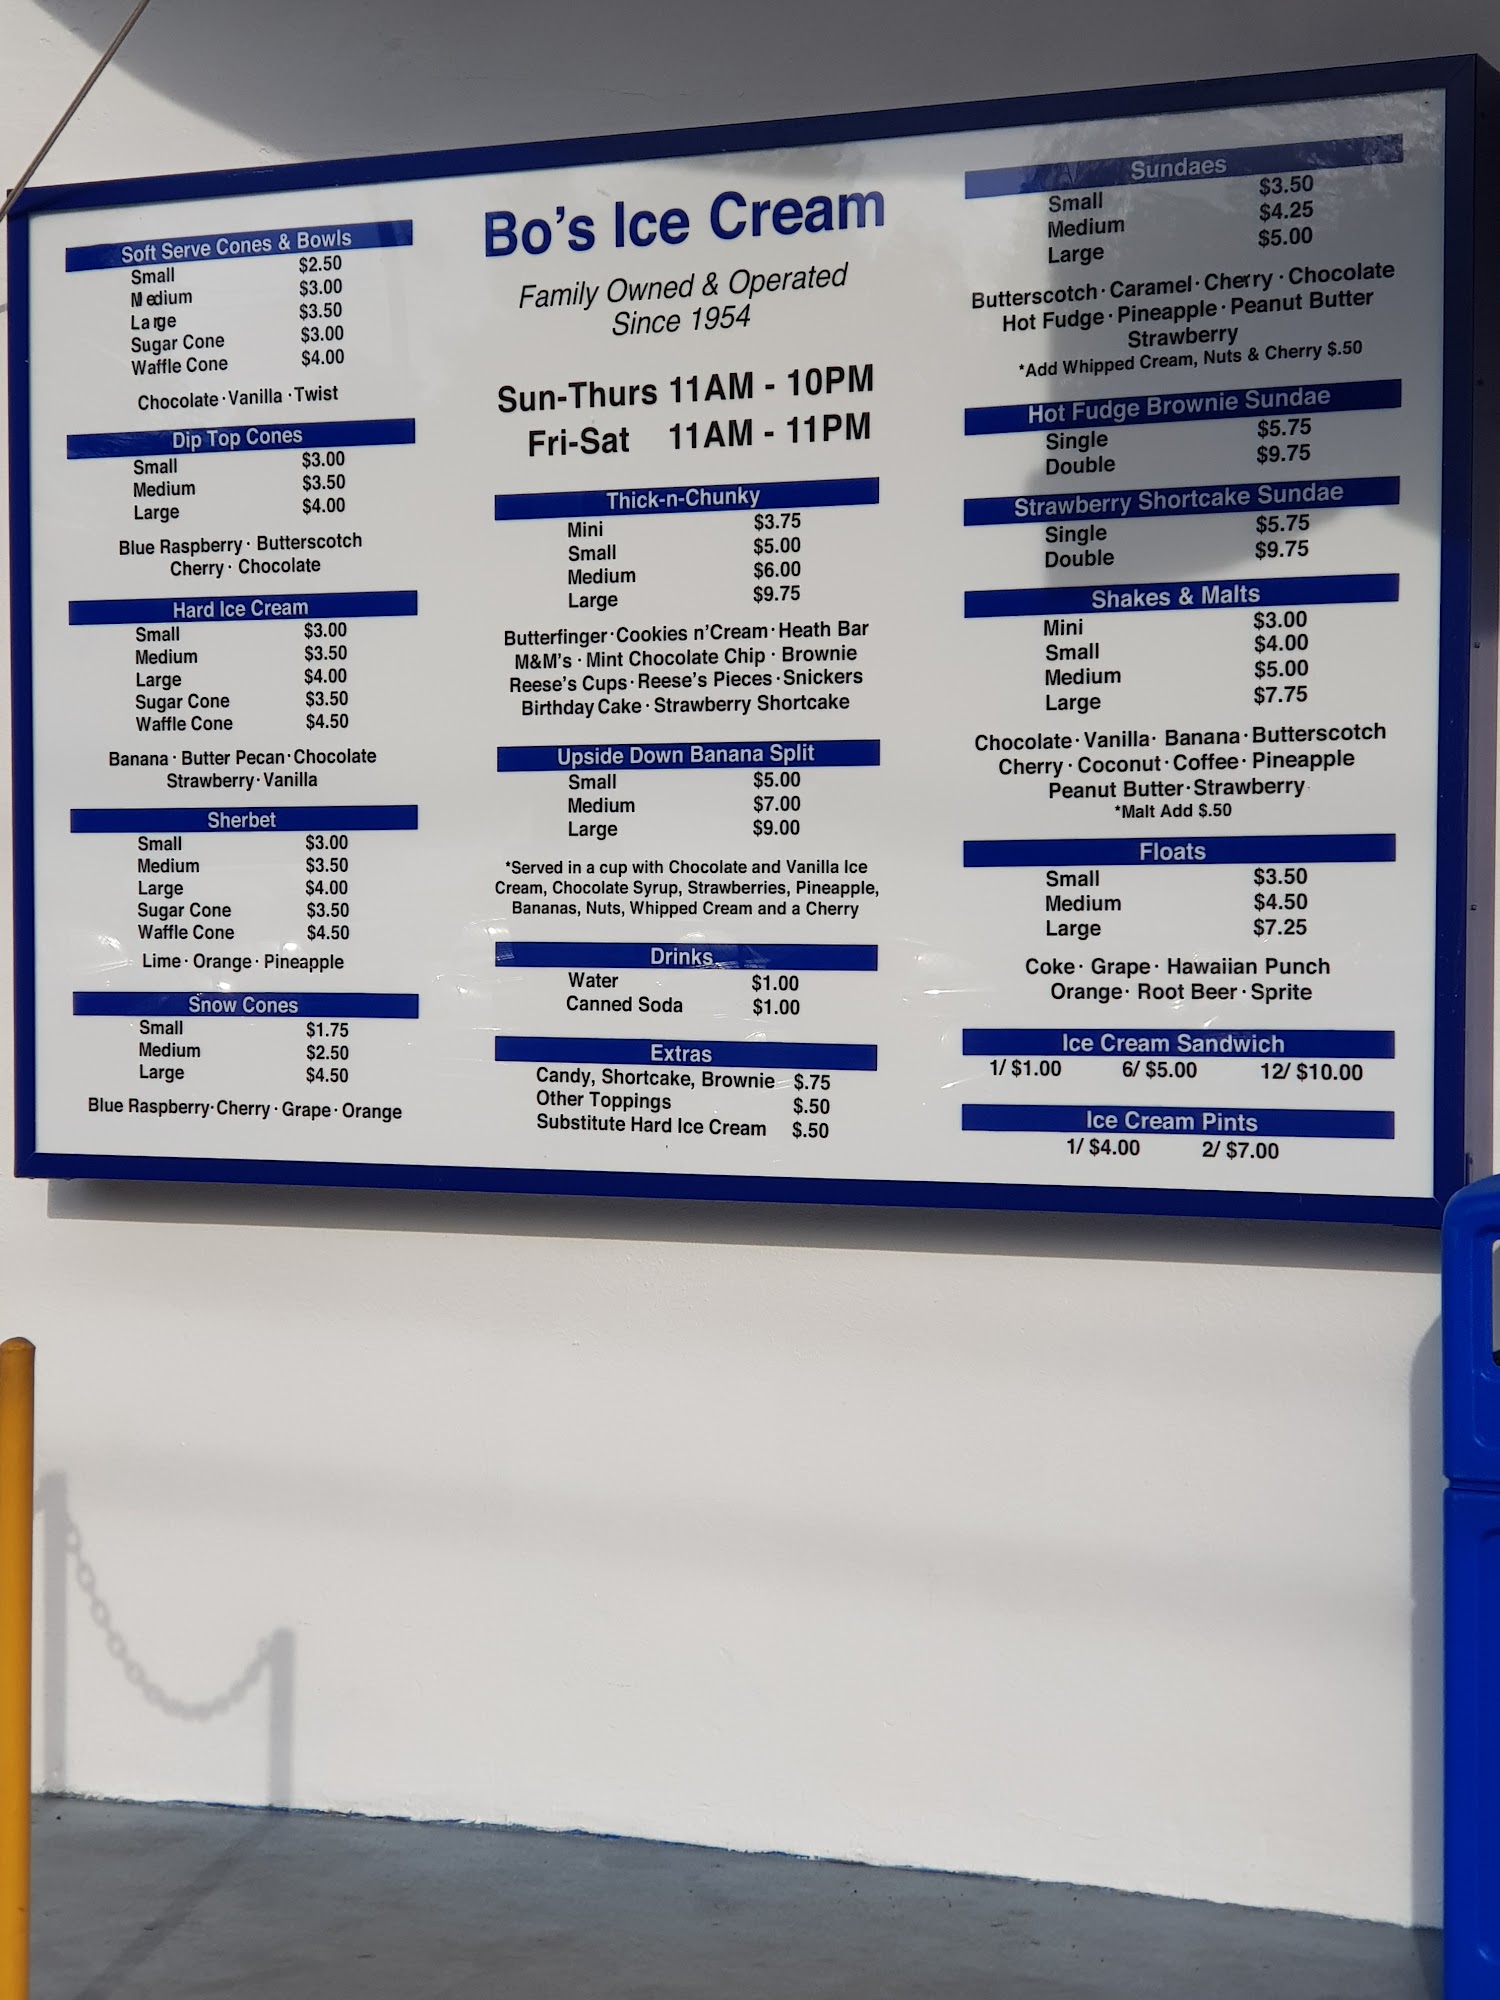 Soft Serve Cones & Bowls
Small $2.50
Medium $3.00
Large $3.50
Sugar Cone $3.00
Waffle Cone $4.00
Chocolate · Vanilla · Twist
Dip Top Cones
Small $3.00
Medium $3.50
Large $4.00
Blue Raspberry · Butterscotch
Cherry · Chocolate
Hard Ice Cream
Small $3.00
Medium $3.50
Large $4.00
Sugar Cone $3.50
Waffle Cone $4.50
Banana · Butter Pecan · Chocolate
Strawberry · Vanilla
Sherbet
Small $3.00
Medium $3.50
Large $4.00
Sugar Cone $3.50
Waffle Cone $4.50
Lime · Orange · Pineapple
Snow Cones
Small $1.75
Medium $2.50
Large $4.50
Blue Raspberry · Cherry · Grape · Orange
Bo's Ice Cream
Family Owned & Operated
Since 1954
Sun-Thurs 11AM - 10PM
Fri-Sat 11AM - 11PM
Thick-n-Chunky
Mini $3.75
Small $5.00
Medium $6.00
Large $9.75
Butterfinger · Cookies n'Cream · Heath Bar
M&M's · Mint Chocolate Chip · Brownie
Reese's Cups · Reese's Pieces · Snickers
Birthday Cake · Strawberry Shortcake
Upside Down Banana Split
Small $5.00
Medium $7.00
Large $9.00
*Served in a cup with Chocolate and Vanilla Ice
Cream, Chocolate Syrup, Strawberries, Pineapple,
Bananas, Nuts, Whipped Cream and a Cherry
Drinks
Water $1.00
Canned Soda $1.00
Extras
Candy, Shortcake, Brownie $.75
Other Toppings $.50
Substitute Hard Ice Cream $.50
Sundaes
Small $3.50
Medium $4.25
Large $5.00
Butterscotch · Caramel · Cherry · Chocolate
Hot Fudge · Pineapple · Peanut Butter
Strawberry
*Add Whipped Cream, Nuts & Cherry $.50
Hot Fudge Brownie Sundae
Single $5.75
Double $9.75
Strawberry Shortcake Sundae
Single $5.75
Double $9.75
Shakes & Malts
Mini $3.00
Small $4.00
Medium $5.00
Large $7.75
Chocolate · Vanilla · Banana · Butterscotch
Cherry · Coconut · Coffee · Pineapple
Peanut Butter · Strawberry
*Malt Add $.50
Floats
Small $3.50
Medium $4.50
Large $7.25
Coke · Grape · Hawaiian Punch
Orange · Root Beer · Sprite
Ice Cream Sandwich
1/ $1.00 6/ $5.00 12/ $10.00
Ice Cream Pints
1/ $4.00 2/ $7.00